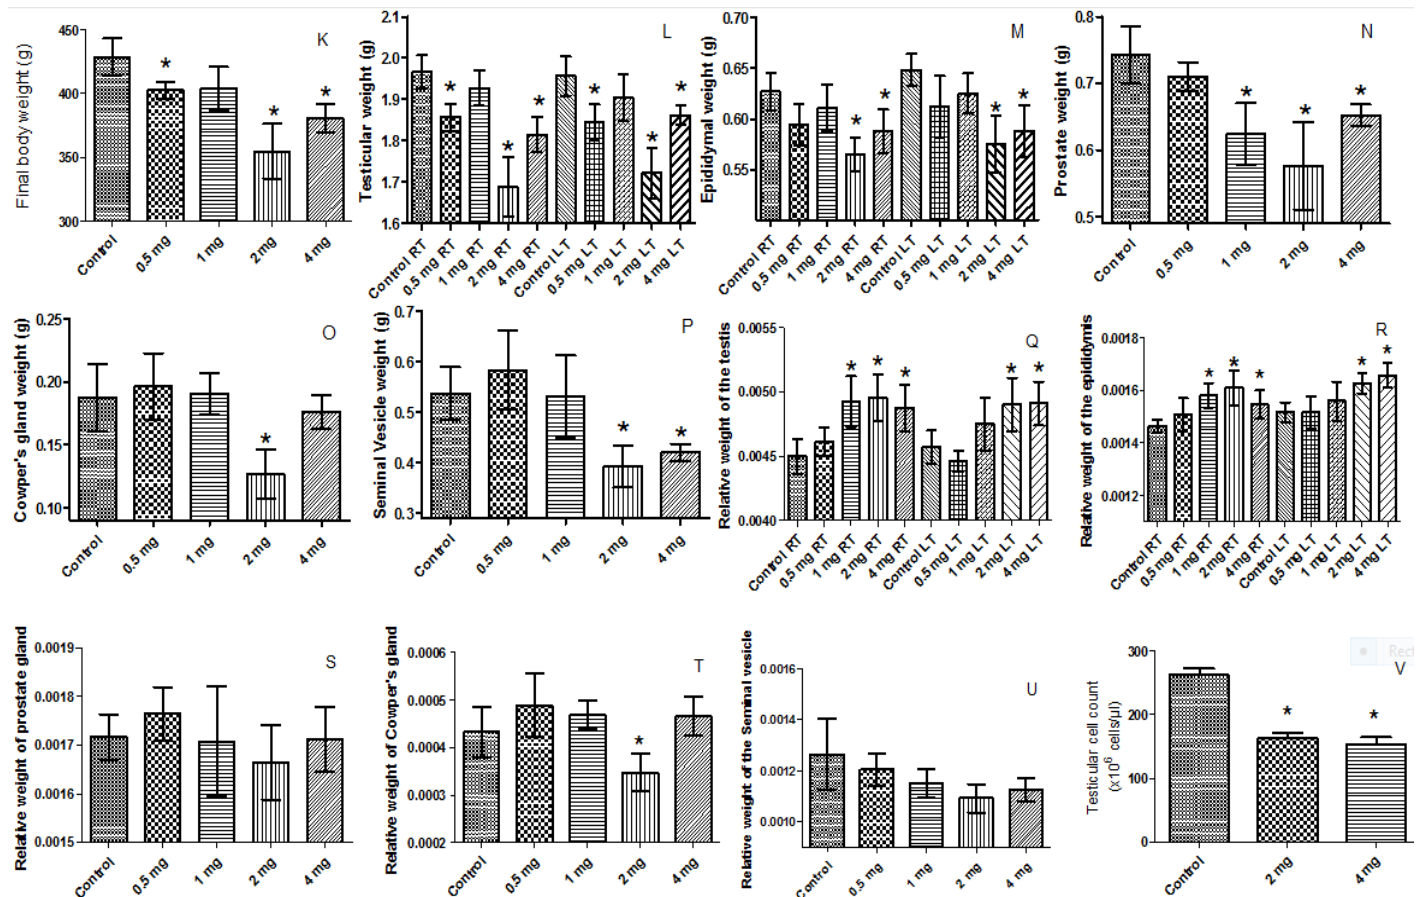 K
Final body weight (g)
450
400
350
300
*
*
*
Control
0.5 mg
1 mg
2 mg
4 mg
L
Testicular weight (g)
2.1
2.0
1.9
1.8
1.7
1.6
*
*
*
*
*
*
Control RT
0.5 mg RT
1 mg RT
2 mg RT
4 mg RT
Control LT
0.5 mg LT
1 mg LT
2 mg LT
4 mg LT
M
Epididymal weight (g)
0.70
0.65
0.60
0.55
*
*
*
*
Control RT
0.5 mg RT
1 mg RT
2 mg RT
4 mg RT
Control LT
0.5 mg LT
1 mg LT
2 mg LT
4 mg LT
N
Prostate weight (g)
0.8
0.7
0.6
0.5
*
*
*
Control
0.5 mg
1 mg
2 mg
4 mg
O
Cowper's gland weight (g)
0.25
0.20
0.15
0.10
*
Control
0.5 mg
1 mg
2 mg
4 mg
P
Seminal Vesicle weight (g)
0.7
0.6
0.5
0.4
0.3
*
*
Control
0.5 mg
1 mg
2 mg
4 mg
Q
Relative weight of the testis
0.0055
0.0050
0.0045
0.0040
*
*
*
*
*
Control RT
0.5 mg RT
1 mg RT
2 mg RT
4 mg RT
Control LT
0.5 mg LT
1 mg LT
2 mg LT
4 mg LT
R
Relative weight of the epididymis
0.0018
0.0016
0.0014
0.0012
*
*
*
*
*
Control RT
0.5 mg RT
1 mg RT
2 mg RT
4 mg RT
Control LT
0.5 mg LT
1 mg LT
2 mg LT
4 mg LT
S
Relative weight of prostate gland
0.0019
0.0018
0.0017
0.0016
0.0015
Control
0.5 mg
1 mg
2 mg
4 mg
T
Relative weight of Cowper's gland
0.0006
0.0005
0.0004
0.0003
0.0002
*
Control
0.5 mg
1 mg
2 mg
4 mg
U
Relative weight of the Seminal vesicle
0.0016
0.0014
0.0012
0.0010
Control
0.5 mg
1 mg
2 mg
4 mg
Rect
V
Testicular cell count
(x10⁶ cells/µl)
300
200
100
0
*
*
Control
2 mg
4 mg